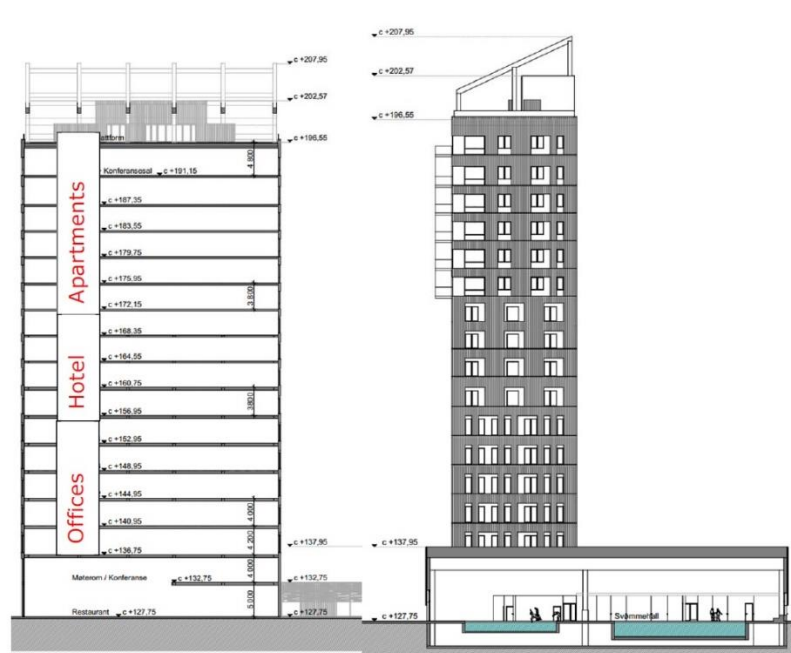 c +207,95
c +202,57
c +196,55
attform
4.800
Konferansesal c +191,15
c +187,35
c +183,55
c +179,75
c +175,95
3.800
c +172,15
c +168,35
c +164,55
c +160,75
3800
c +156,95
c +152,95
c +148,95
c +144,95
4.000
c +140,95
4.200
c +136,75
c +137,95
4.000
Møterom / Konferanse c +132,75
c +132,75
5.000
Restaurant c +127,75
c +127,75
Apartments
Hotel
Offices
c +207,95
c +202,57
c +196,55
c +137,95
c +127,75
Svømmehall